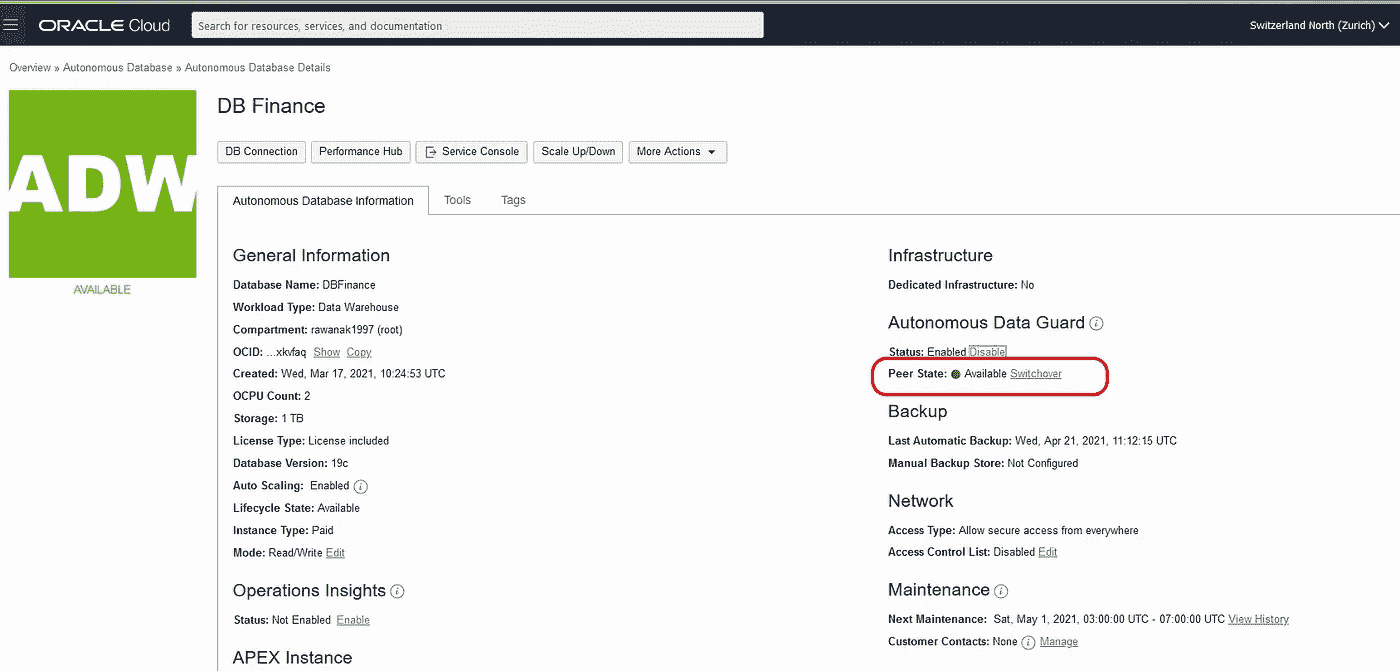 ORACLE Cloud
Search for resources, services, and documentation
Switzerland North (Zurich)
Overview » Autonomous Database » Autonomous Database Details
ADW
AVAILABLE
DB Finance
DB Connection
Performance Hub
Service Console
Scale Up/Down
More Actions
Autonomous Database Information
Tools
Tags
General Information
Database Name: DBFinance
Workload Type: Data Warehouse
Compartment: rawanak1997 (root)
OCID: ...xkvfaq Show Copy
Created: Wed, Mar 17, 2021, 10:24:53 UTC
OCPU Count: 2
Storage: 1 TB
License Type: License included
Database Version: 19c
Auto Scaling: Enabled
Lifecycle State: Available
Instance Type: Paid
Mode: Read/Write Edit
Operations Insights
Status: Not Enabled Enable
APEX Instance
Infrastructure
Dedicated Infrastructure: No
Autonomous Data Guard
Status: Enabled Disable
Peer State: Available Switchover
Backup
Last Automatic Backup: Wed, Apr 21, 2021, 11:12:15 UTC
Manual Backup Store: Not Configured
Network
Access Type: Allow secure access from everywhere
Access Control List: Disabled Edit
Maintenance
Next Maintenance: Sat, May 1, 2021, 03:00:00 UTC - 07:00:00 UTC View History
Customer Contacts: None Manage